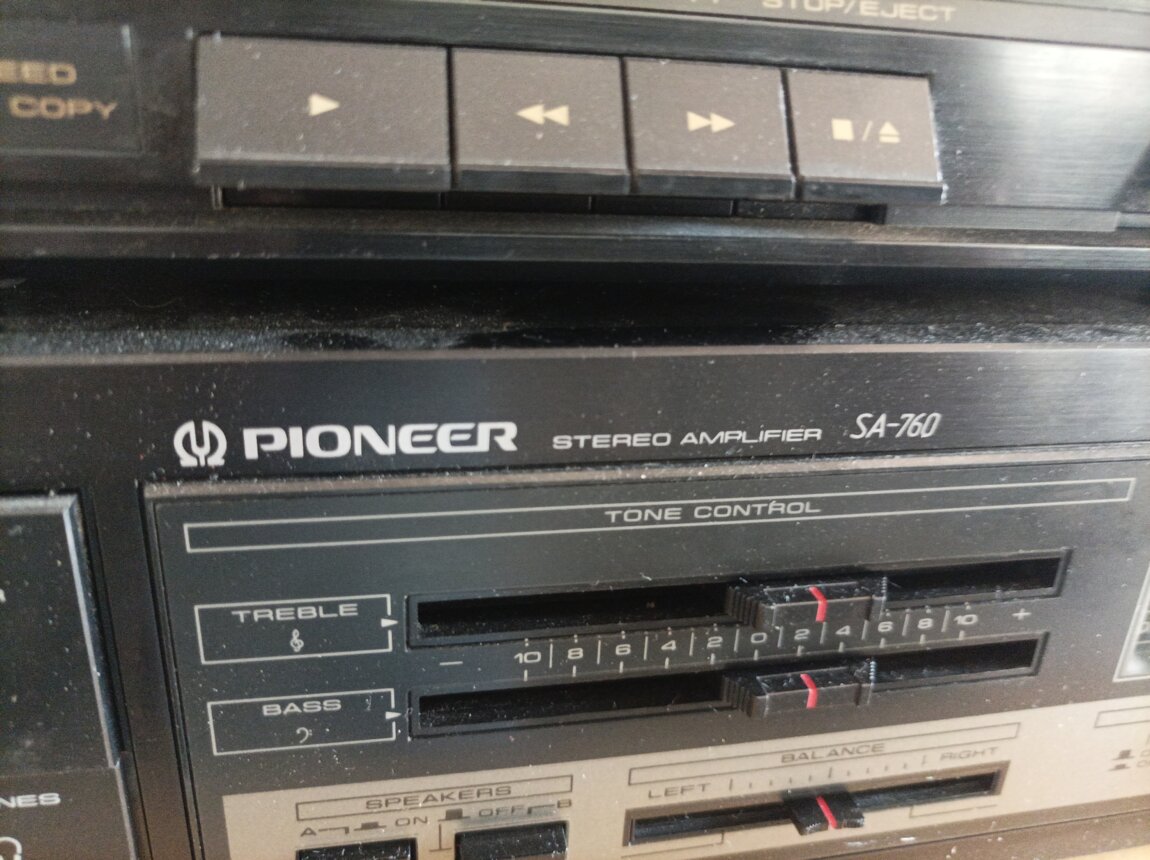 STOP/EJECT
EED
COPY
PIONEER STEREO AMPLIFIER SA-760
TONE CONTROL
TREBLE
− 10 8 6 4 2 0 2 4 6 8 10 +
BASS
BALANCE
LEFT RIGHT
SPEAKERS
A ON OFF B
NES